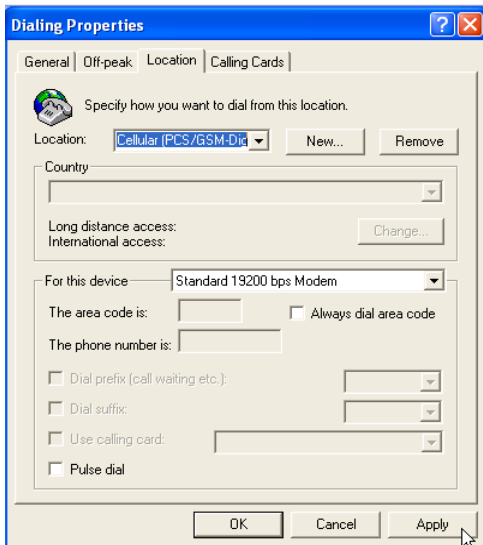 Dialing Properties
General Off-peak Location Calling Cards
Specify how you want to dial from this location.
Location: Cellular (PCS/GSM-Dig New... Remove
Country
Long distance access:
International access: Change...
For this device Standard 19200 bps Modem
The area code is: Always dial area code
The phone number is:
Dial prefix (call waiting etc.):
Dial suffix:
Use calling card:
Pulse dial
OK Cancel Apply